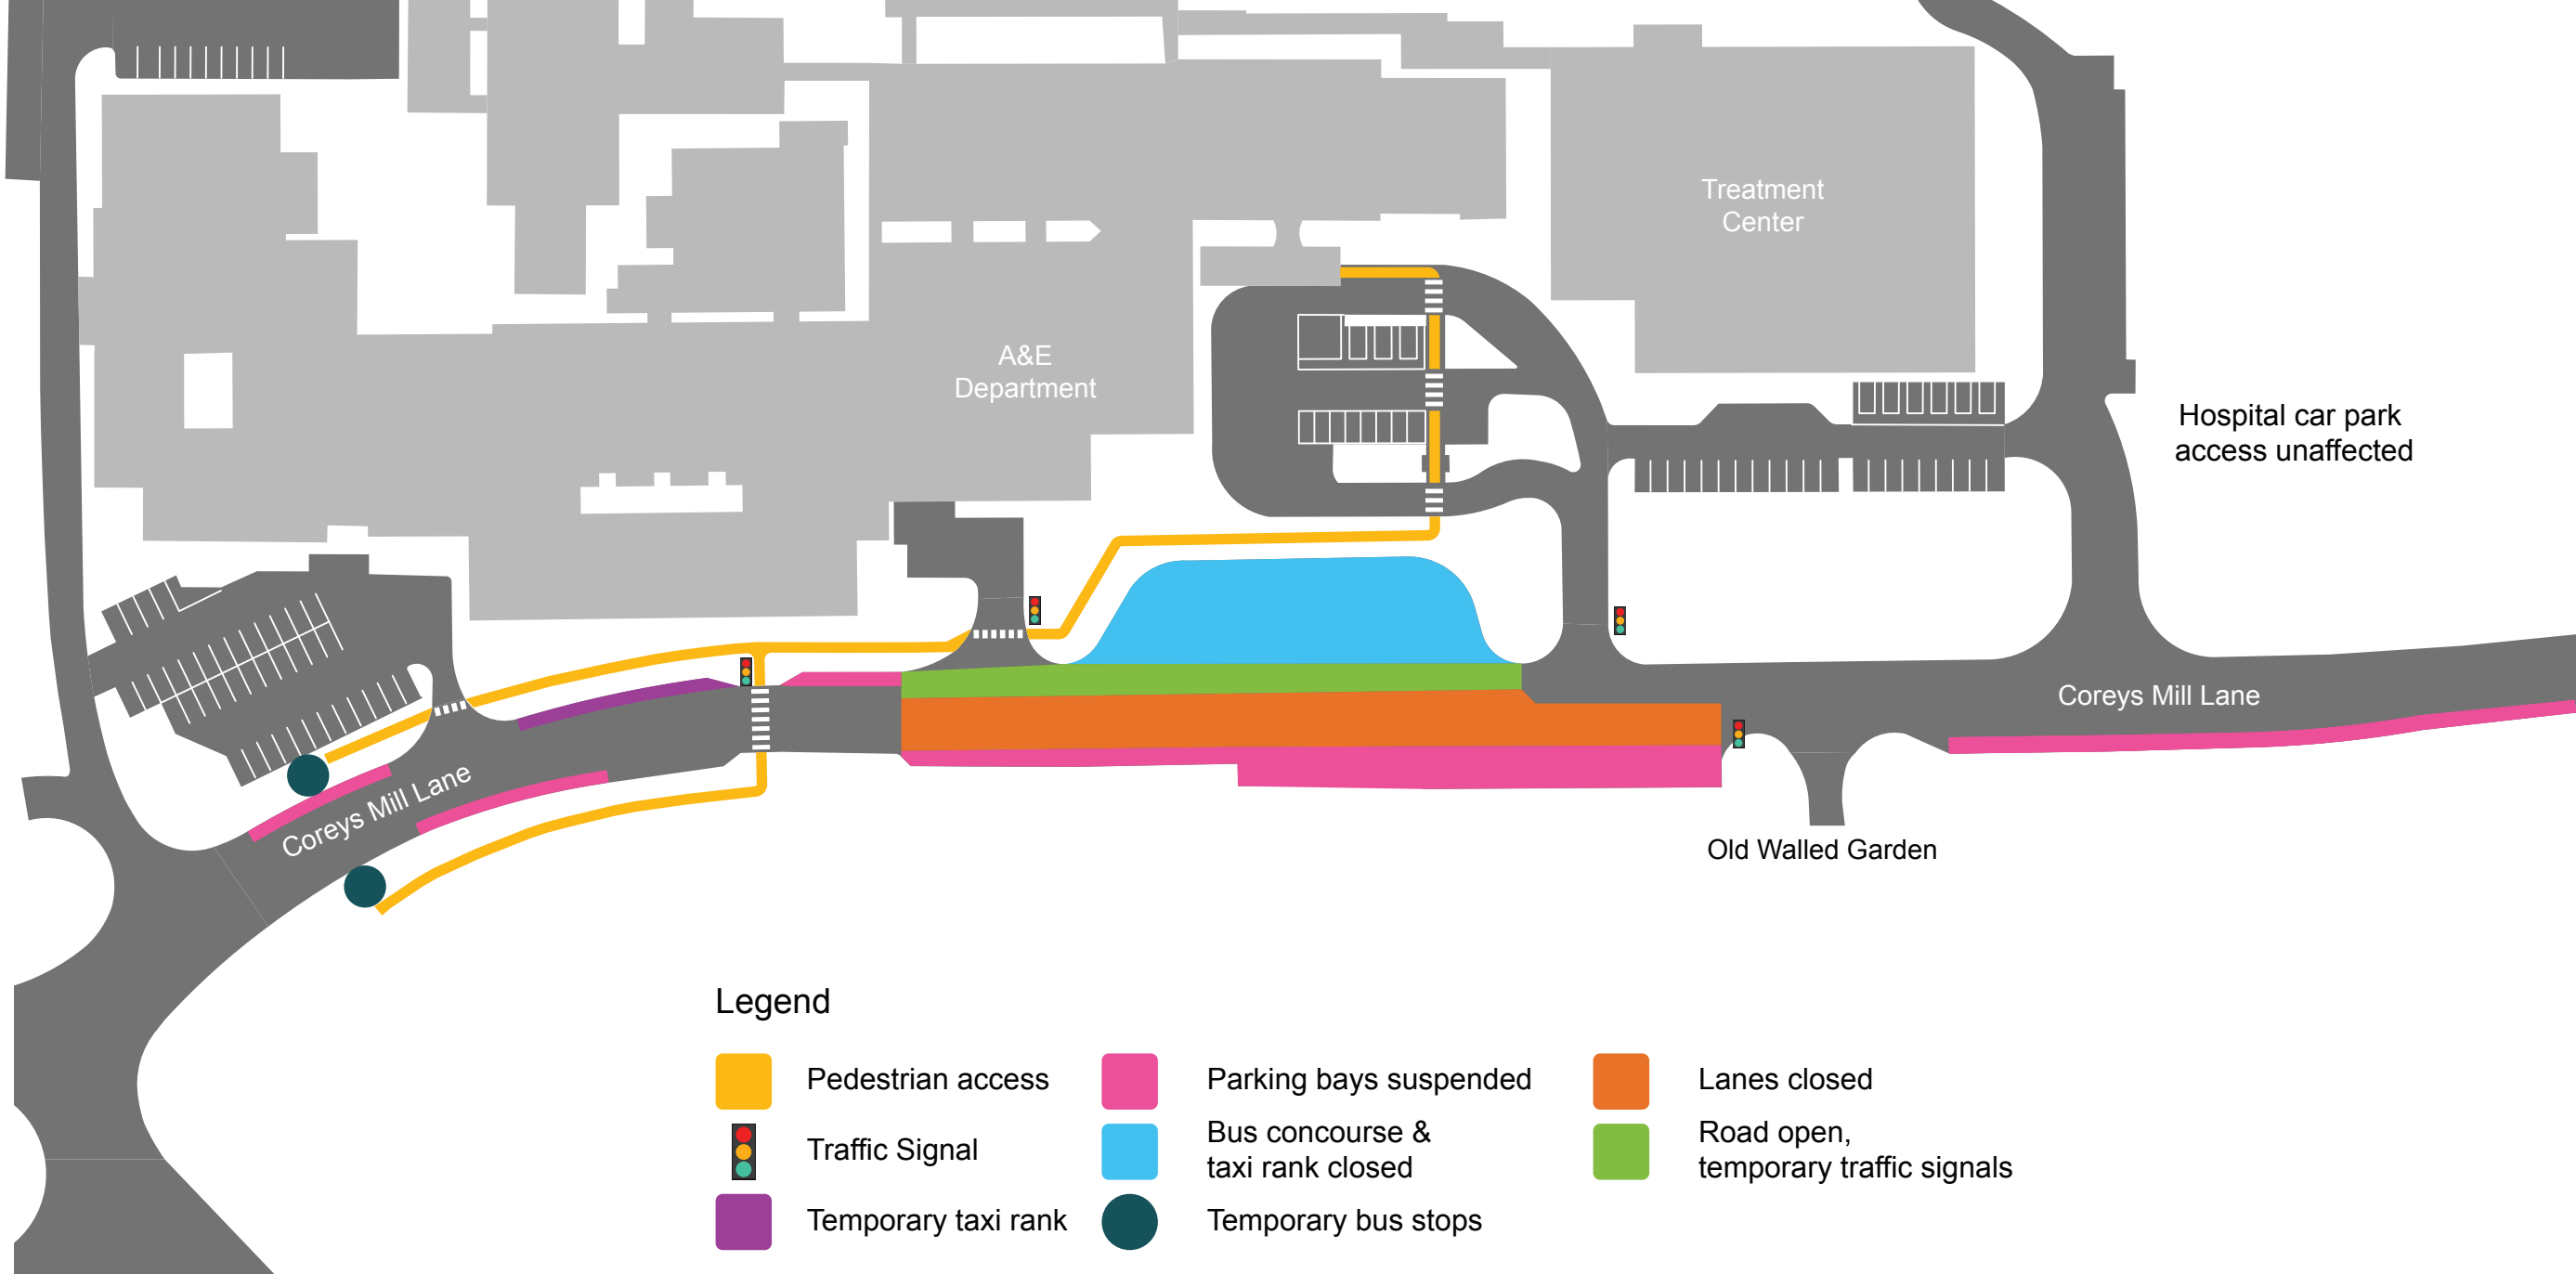 Treatment
Center
A&E
Department
Hospital car park
access unaffected
Coreys Mill Lane
Coreys Mill Lane
Old Walled Garden
Legend
Pedestrian access
Parking bays suspended
Lanes closed
Traffic Signal
Bus concourse &
taxi rank closed
Road open,
temporary traffic signals
Temporary taxi rank
Temporary bus stops